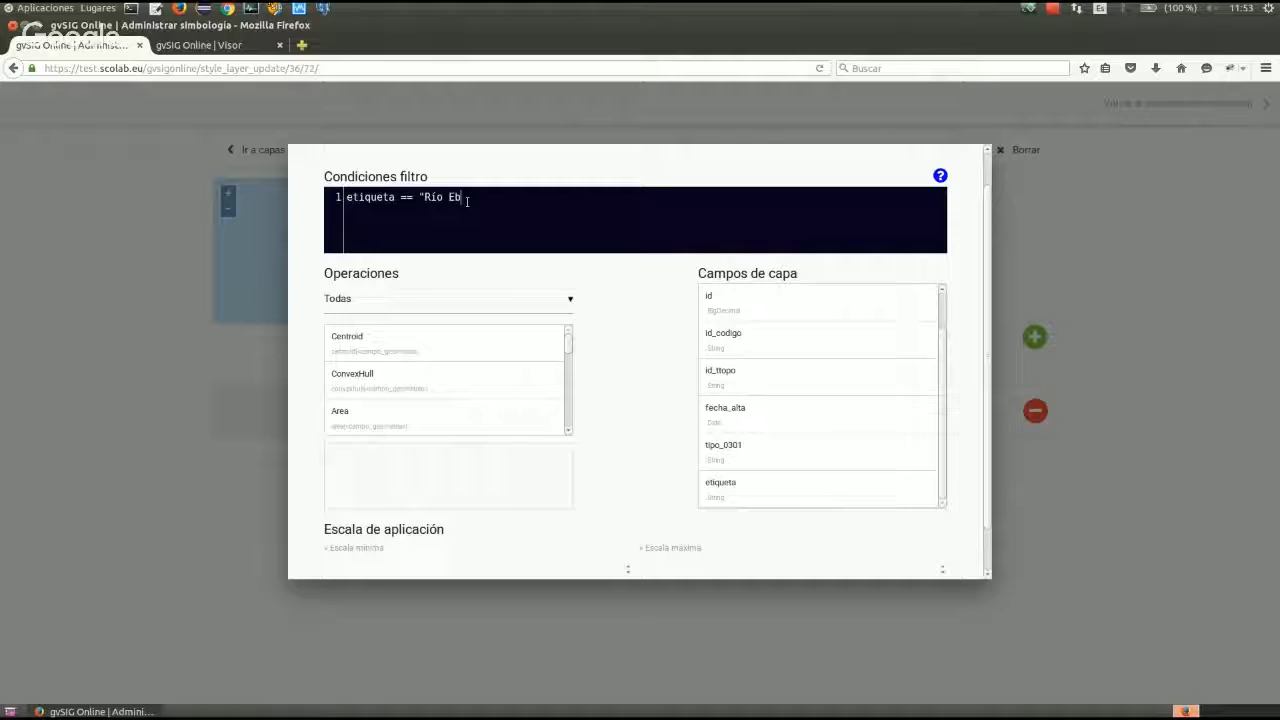 Aplicaciones Lugares
Es
(100 %)
11:53
gvSIG Online | Administrar simbología - Mozilla Firefox
Google
gvSIG Online | Administ... ×
gvSIG Online | Visor ×
https://test.scolab.eu/gvsigonline/style_layer_update/36/72/
Buscar
Ir a capas
Borrar
Condiciones filtro
?
1 etiqueta == "Río Eb
Operaciones
Todas
Centroid
ConvexHull
Area
Campos de capa
id
BigDecimal
id_codigo
String
id_ttopo
String
fecha_alta
Date
tipo_0301
String
etiqueta
String
Escala de aplicación
Escala mínima
Escala máxima
gvSIG Online | Admini...